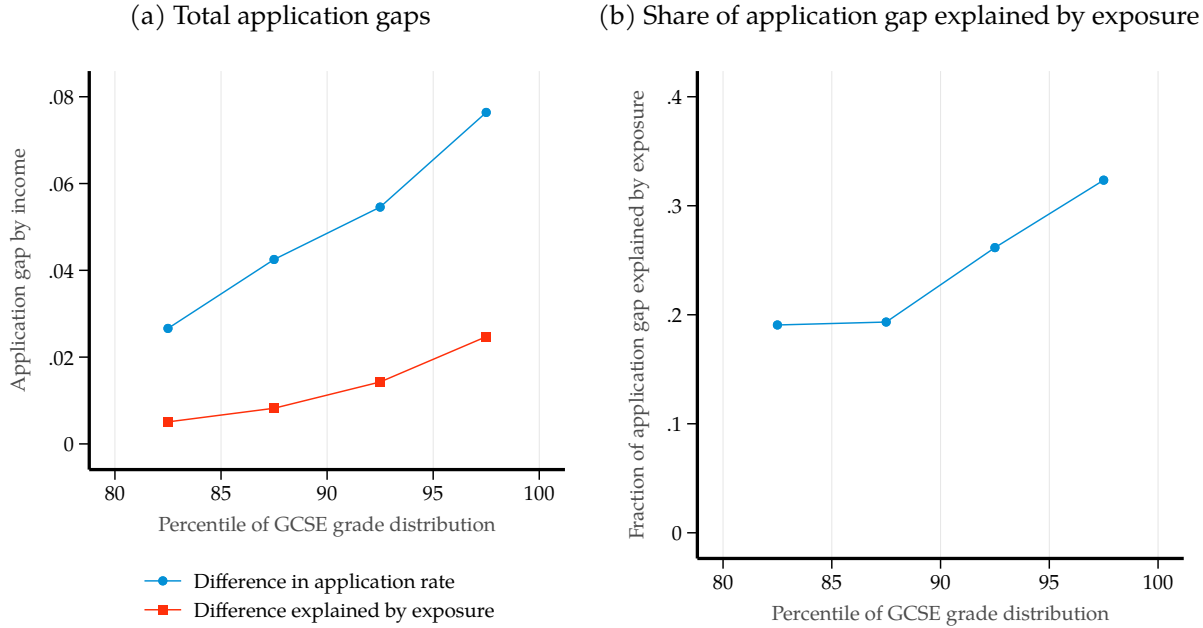 (a) Total application gaps
Application gap by income
.08
.06
.04
.02
0
80 85 90 95 100
Percentile of GCSE grade distribution
Difference in application rate
Difference explained by exposure
(b) Share of application gap explained by exposure
Fraction of application gap explained by exposure
.4
.3
.2
.1
0
80 85 90 95 100
Percentile of GCSE grade distribution